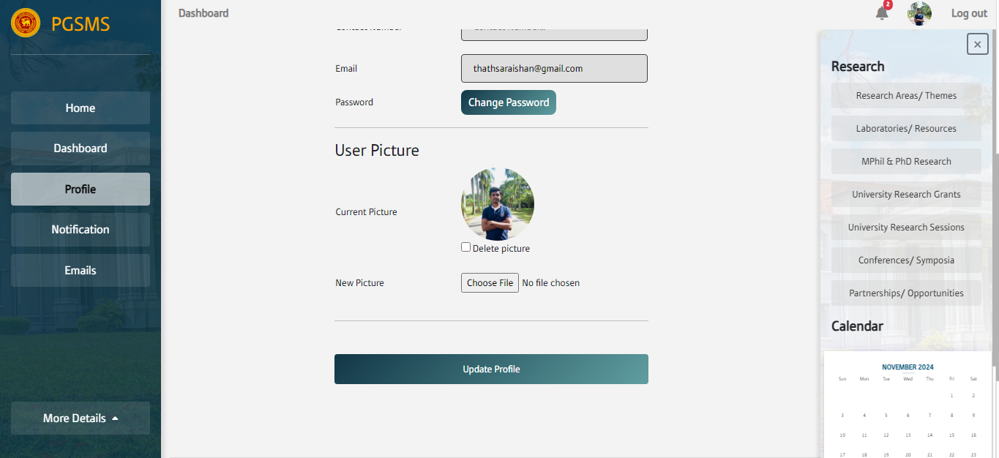 PGSMS
Home
Dashboard
Profile
Notification
Emails
More Details
Dashboard
2
Log out
Email
thathsaraishan@gmail.com
Password
Change Password
User Picture
Current Picture
Delete picture
New Picture
Choose File No file chosen
Update Profile
Research
Research Areas/ Themes
Laboratories/ Resources
MPhil & PhD Research
University Research Grants
University Research Sessions
Conferences/ Symposia
Partnerships/ Opportunities
Calendar
NOVEMBER 2024
Sun Mon Tue Wed Thu Fri Sat
1 2
3 4 5 6 7 8 9
10 11 12 13 14 15 16
17 18 19 20 21 22 23